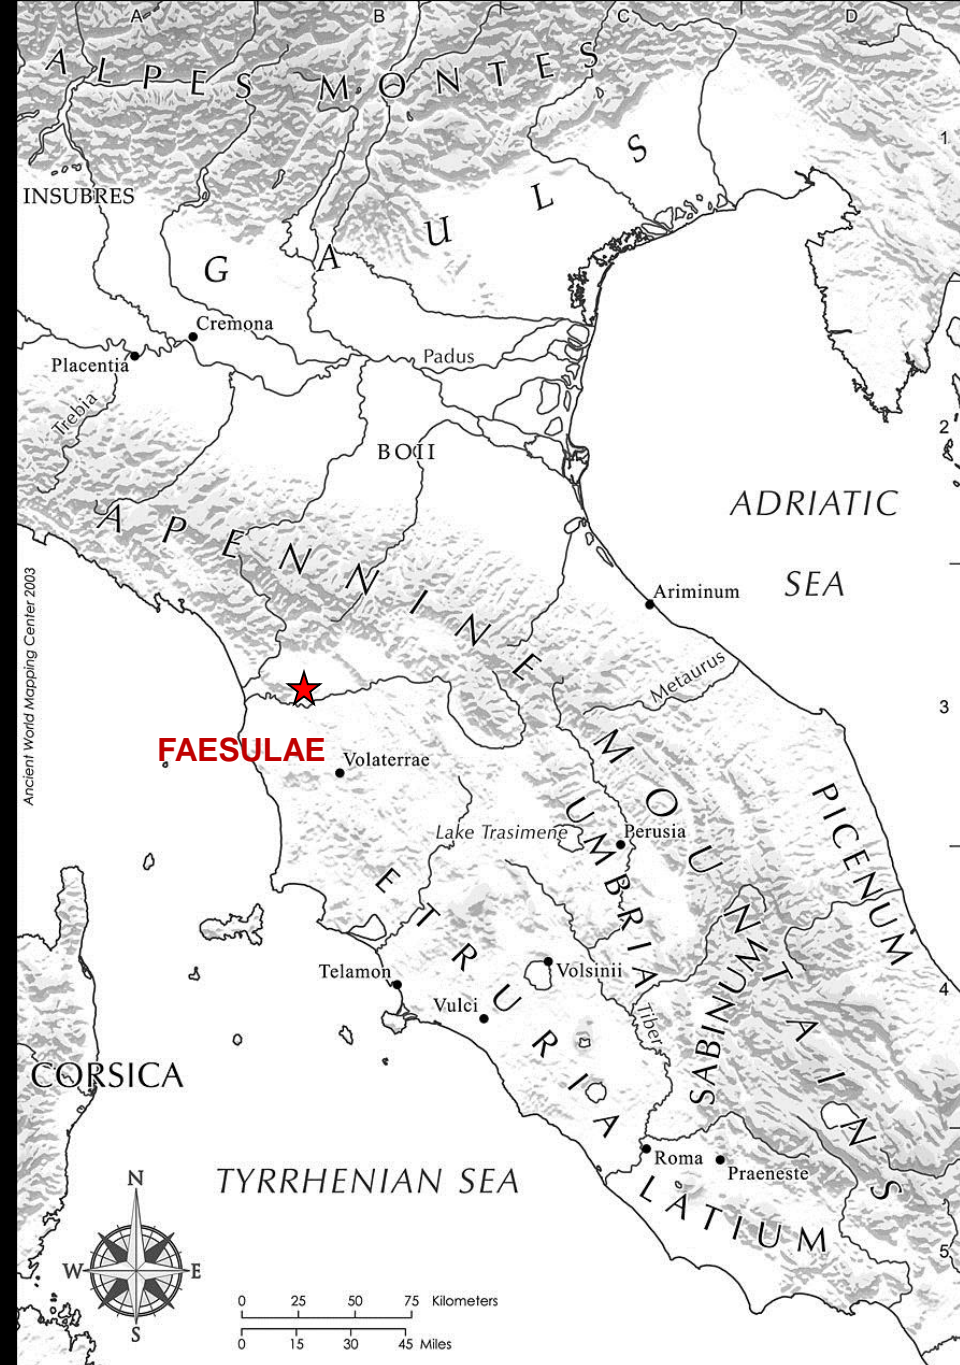 A B C D
ALPES MONTES
1
INSUBRES
GAULS
Cremona
Padus
Placentia
Trebia
2
BOII
ADRIATIC
SEA
APENNINE MOUNTAINS
Ariminum
Metaurus
3
Ancient World Mapping Center 2003
FAESULAE
Volaterrae
PICENUM
Lake Trasimene
Perusia
UMBRIA
ETRURIA
Telamon
Volsinii
Vulci
4
Tiber
SABINUM
CORSICA
Roma
Praeneste
TYRRHENIAN SEA
LATIUM
5
N
W E
S
0 25 50 75 Kilometers
0 15 30 45 Miles